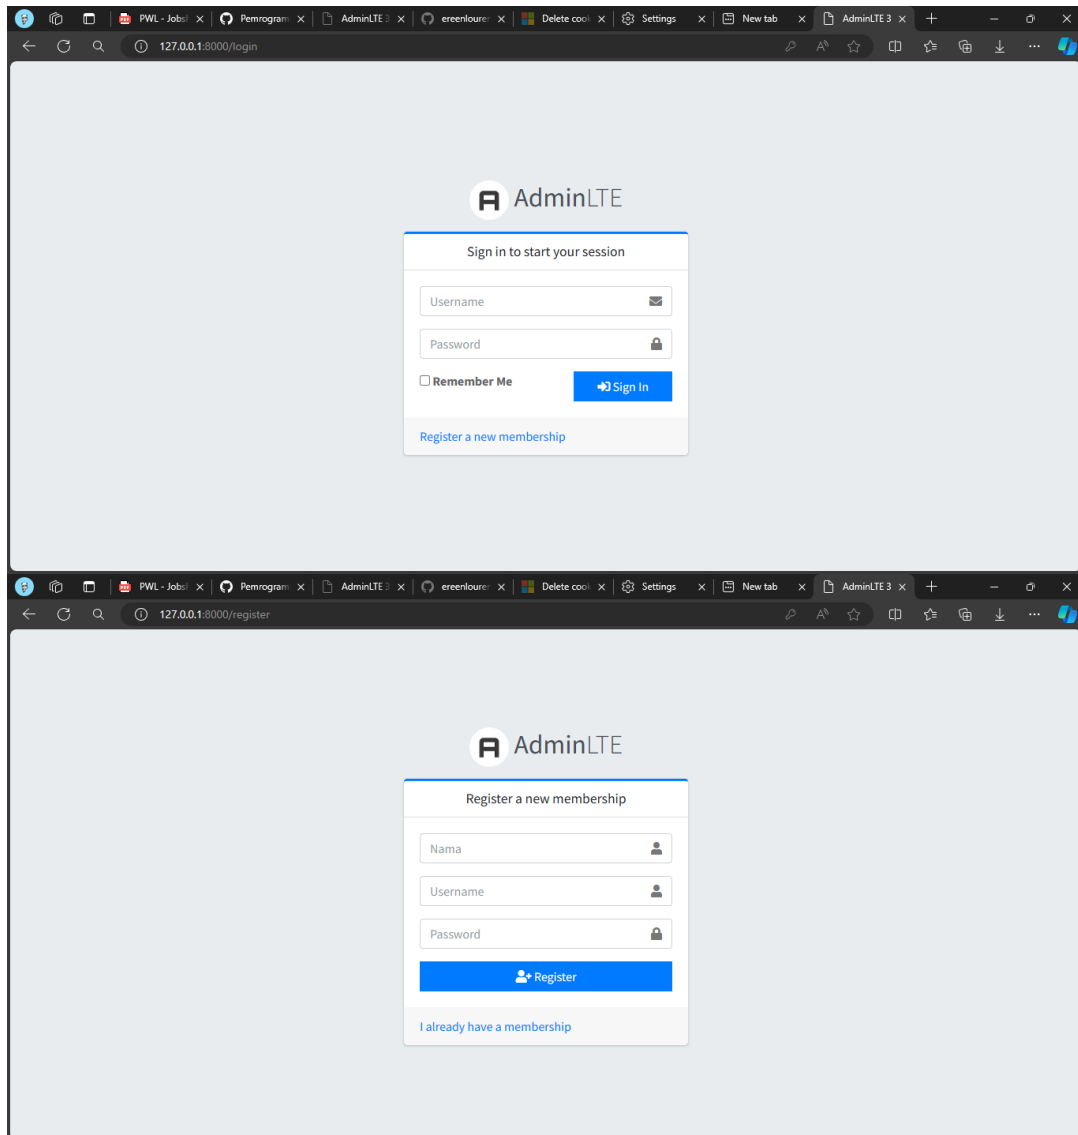 PWL - Jobs
Pemrogram
AdminLTE 3
ereenlouren
Delete cook
Settings
New tab
AdminLTE 3
127.0.0.1:8000/login
AdminLTE
Sign in to start your session
Username
Password
Remember Me
Sign In
Register a new membership
PWL - Jobs
Pemrogram
AdminLTE 3
ereenlouren
Delete cook
Settings
New tab
AdminLTE 3
127.0.0.1:8000/register
AdminLTE
Register a new membership
Nama
Username
Password
Register
I already have a membership